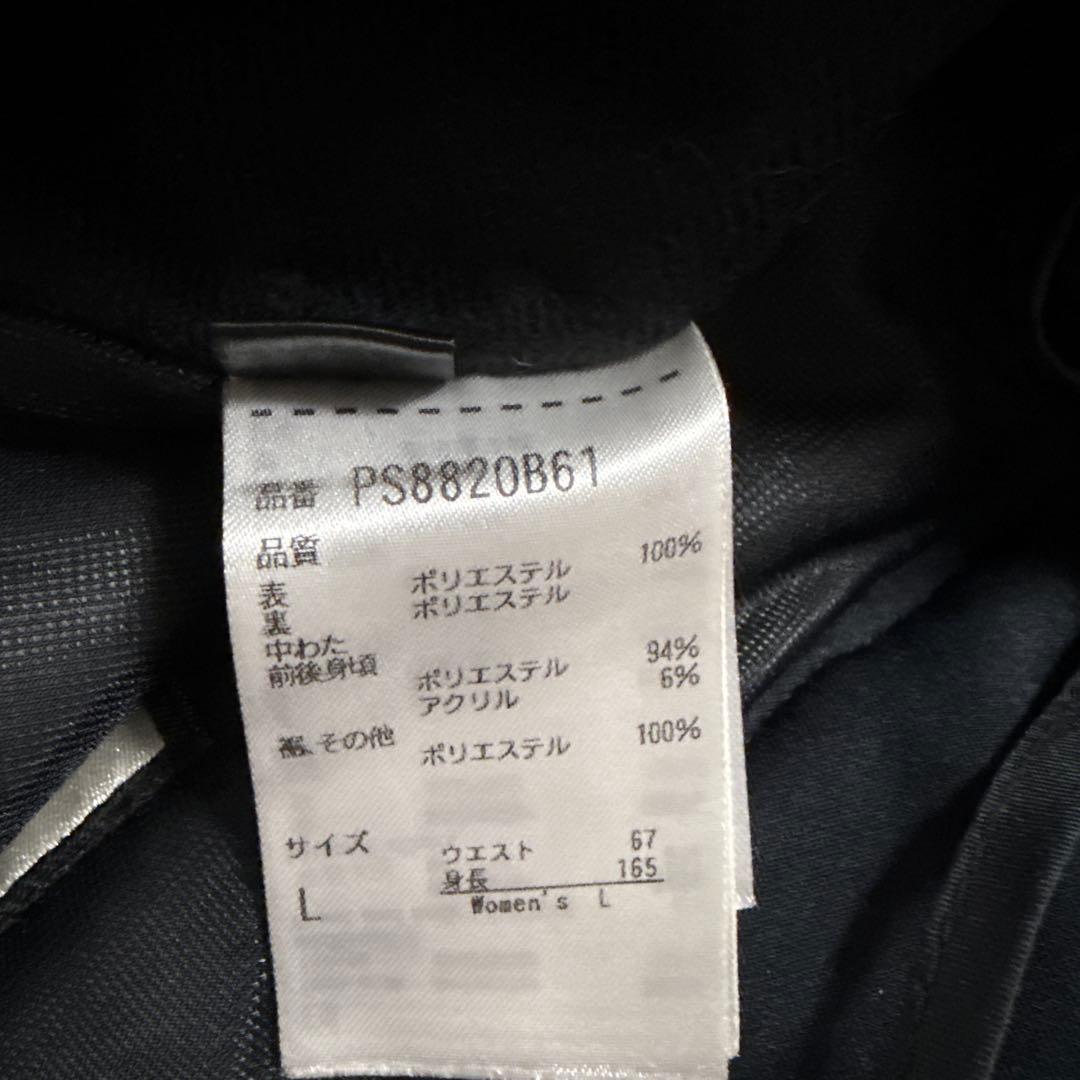 品番 PS8820B61
品質
表 ポリエステル 100%
裏 ポリエステル
中わた
前後身頃 ポリエステル 94%
アクリル 6%
裾、その他 ポリエステル 100%
サイズ ウエスト 67
身長 165
L Women's L